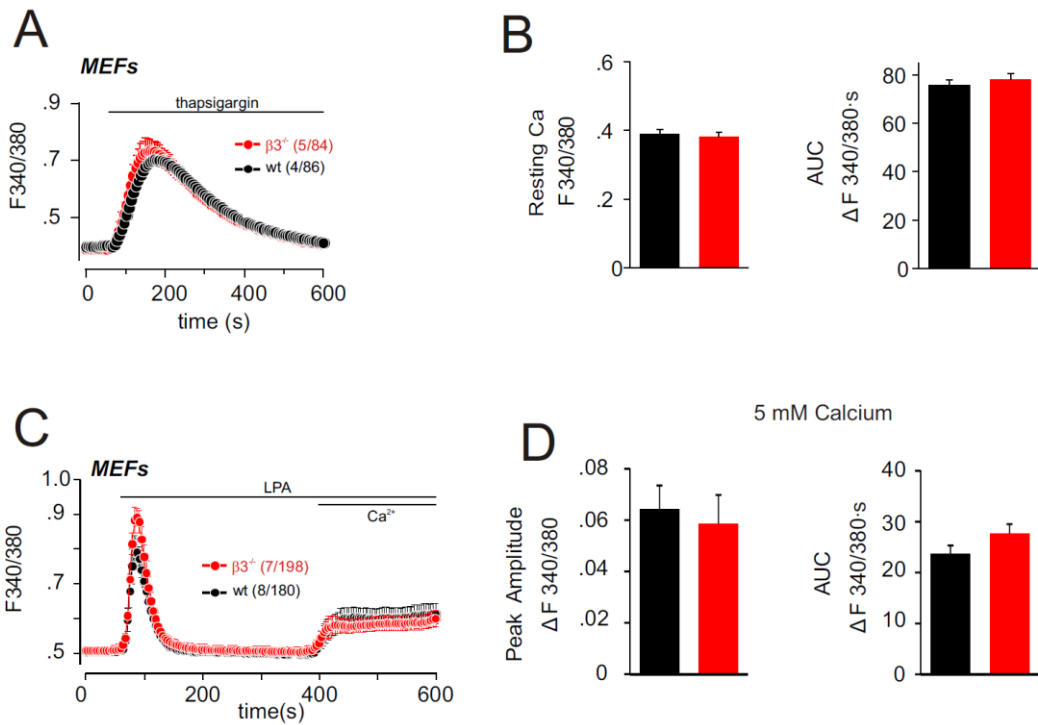 A
MEFs
thapsigargin
β3⁻/⁻ (5/84)
wt (4/86)
F340/380
.9
.7
.5
0 200 400 600
time (s)
B
Resting Ca
F 340/380
.6
.4
.2
0
AUC
Δ F 340/380·s
80
60
40
20
0
C
MEFs
LPA
Ca²⁺
β3⁻/⁻ (7/198)
wt (8/180)
F340/380
1.0
.9
.7
.5
0 200 400 600
time(s)
D
5 mM Calcium
Peak Amplitude
Δ F 340/380
.08
.06
.04
.02
0
AUC
Δ F 340/380·s
40
30
20
10
0